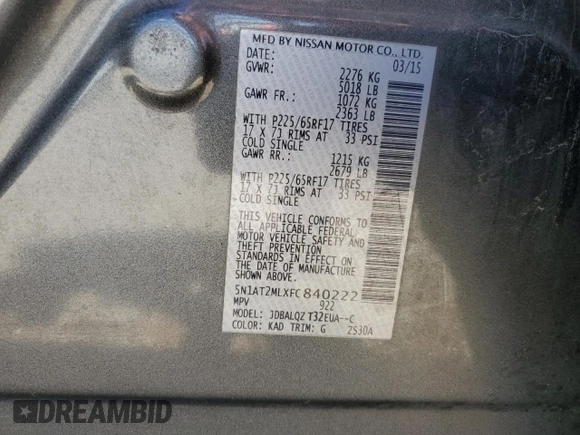 MFD BY NISSAN MOTOR CO., LTD.
DATE: 03/15
GVWR: 2276 KG
5018 LB
GAWR FR.: 1072 KG
2363 LB
WITH P225/65RF17 TIRES
17 X 7J RIMS AT 33 PSI
COLD SINGLE
GAWR RR.: 1215 KG
2679 LB
WITH P225/65RF17 TIRES
17 X 7J RIMS AT 33 PSI
COLD SINGLE
THIS VEHICLE CONFORMS TO
ALL APPLICABLE FEDERAL
MOTOR VEHICLE SAFETY AND
THEFT PREVENTION
STANDARDS IN EFFECT ON
THE DATE OF MANUFACTURE
SHOWN ABOVE.
5N1AT2MLXFC840222
MPV 922
MODEL: JDBALQZ T32EUA--C
COLOR: KAD TRIM: G 2S30A
DREAMBID